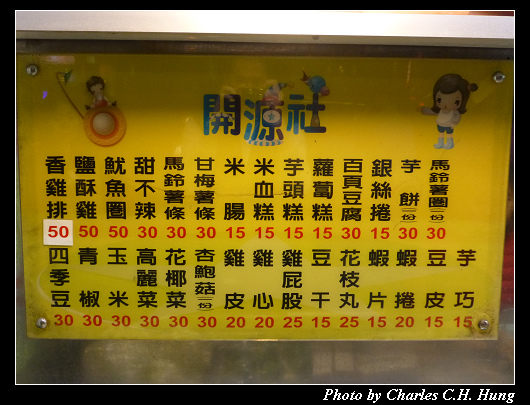 開源社
香雞排 50
鹽酥雞 50
魷魚圈 50
甜不辣 30
馬鈴薯條 30
甘梅薯條 30
米腸 15
米血糕 15
芋頭糕 15
蘿蔔糕 15
百頁豆腐 30
銀絲捲 15
芋餅(一份) 30
馬鈴薯圈(一份) 30
四季豆 30
青椒 30
玉米 30
高麗菜 30
花椰菜 30
杏鮑菇(一份) 30
雞皮 20
雞心 20
雞屁股 25
豆干 15
花枝丸 25
蝦片 15
蝦捲 20
豆皮 15
芋巧 15
Photo by Charles C.H. Hung